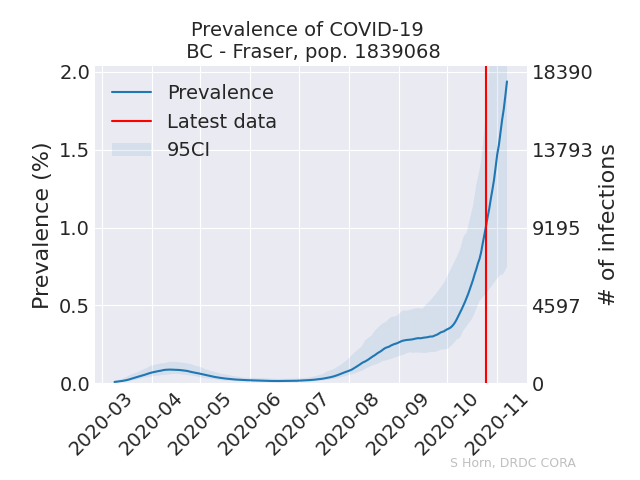 Prevalence of COVID-19
BC - Fraser, pop. 1839068
Prevalence
Latest data
95CI
Prevalence (%)
2.0
1.5
1.0
0.5
0.0
18390
13793
9195
4597
0
# of infections
2020-03
2020-04
2020-05
2020-06
2020-07
2020-08
2020-09
2020-10
2020-11
S Horn, DRDC CORA